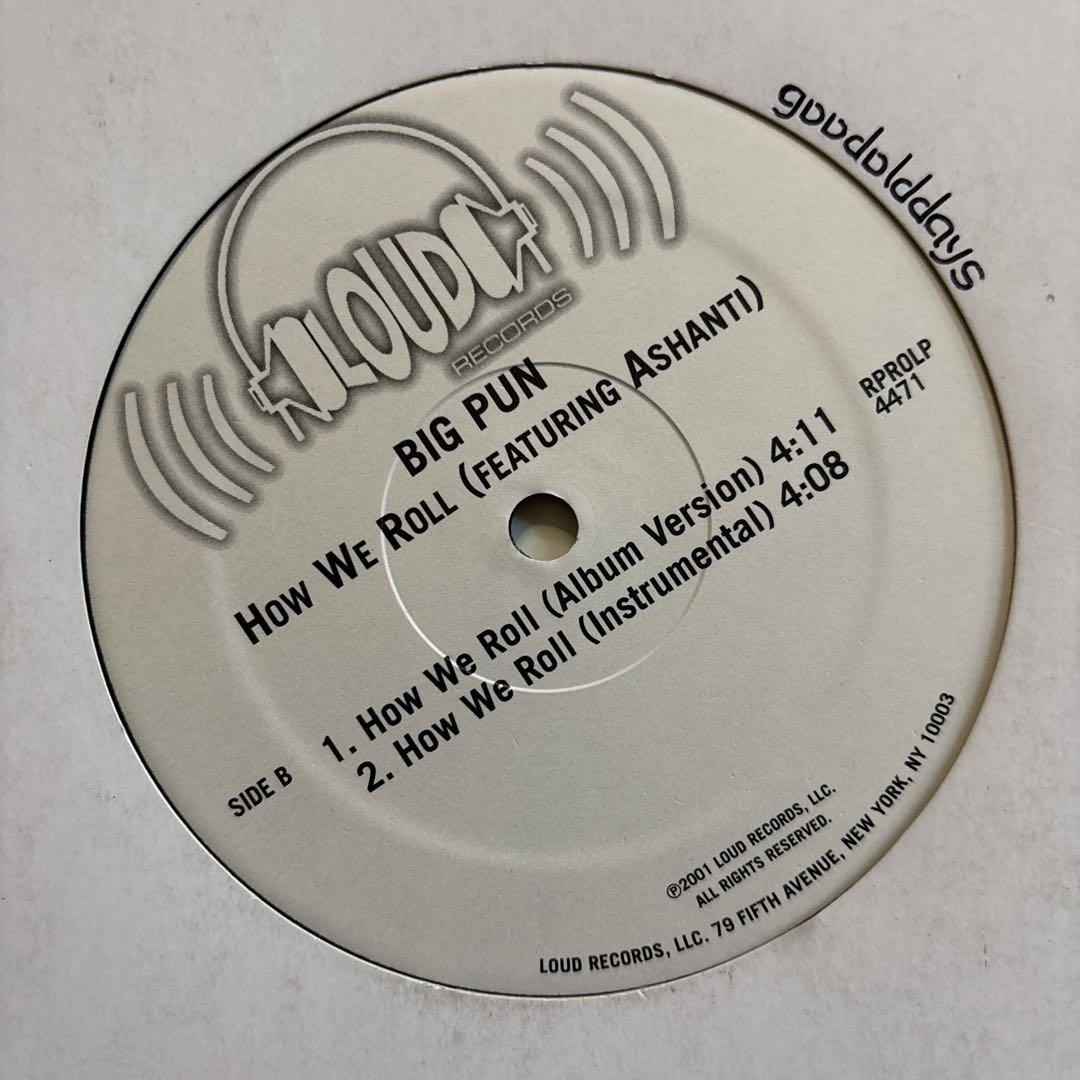 gooddolddays
LOUD
RECORDS
BIG PUN
HOW WE ROLL (FEATURING ASHANTI)
RPROLP
4471
1. How We Roll (Album Version) 4:11
2. How We Roll (Instrumental) 4:08
SIDE B
℗2001 LOUD RECORDS, LLC.
ALL RIGHTS RESERVED.
LOUD RECORDS, LLC. 79 FIFTH AVENUE, NEW YORK, NY 10003